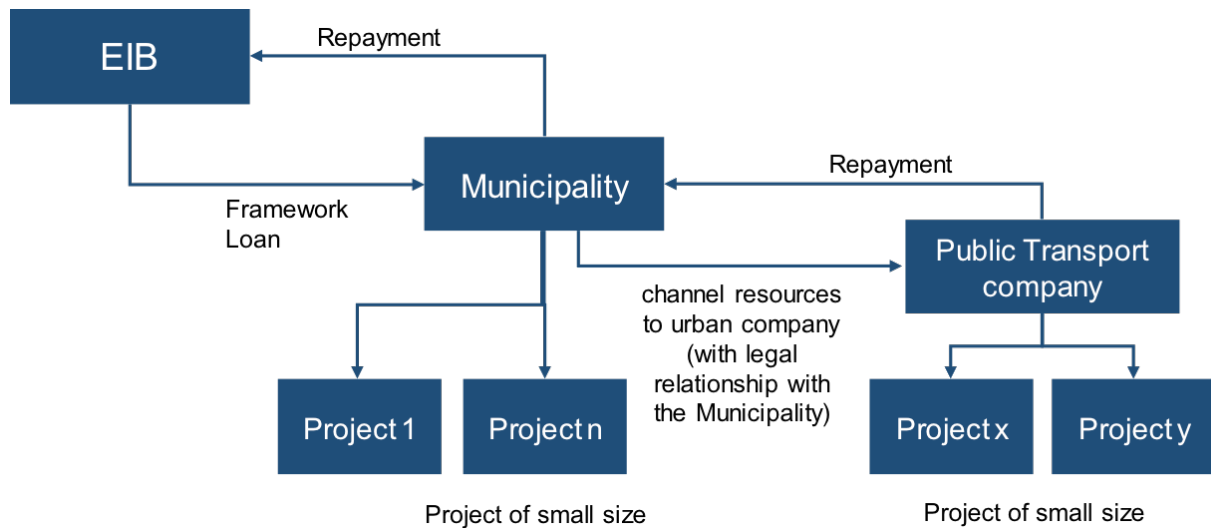 EIB
Repayment
Framework
Loan
Municipality
Repayment
Public Transport
company
channel resources
to urban company
(with legal
relationship with
the Municipality)
Project 1
Project n
Project x
Project y
Project of small size
Project of small size